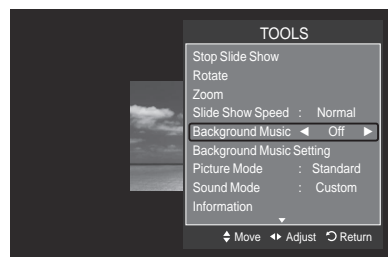 TOOLS
Stop Slide Show
Rotate
Zoom
Slide Show Speed : Normal
Background Music ◄ Off ►
Background Music Setting
Picture Mode : Standard
Sound Mode : Custom
Information
Move Adjust Return